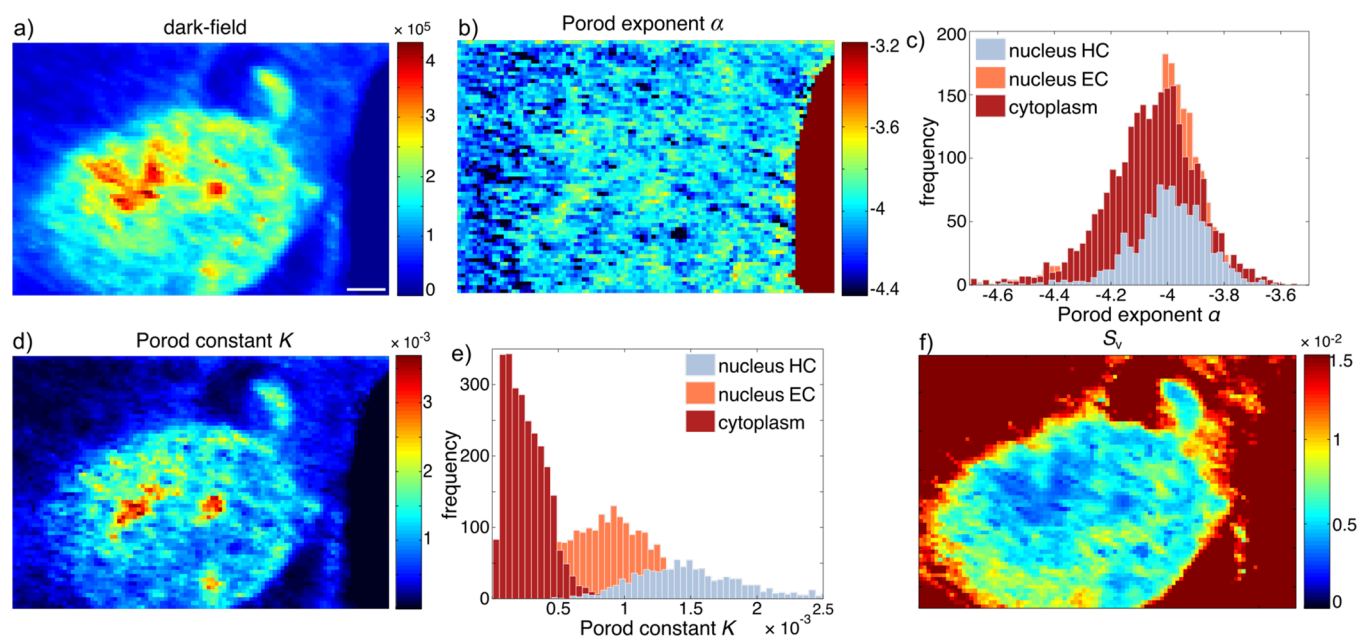 a) dark-field
× 10⁵
4
3
2
1
0
b) Porod exponent α
-3.2
-3.6
-4
-4.4
c)
200
150
100
50
0
frequency
nucleus HC
nucleus EC
cytoplasm
-4.6 -4.4 -4.2 -4 -3.8 -3.6
Porod exponent α
d) Porod constant K
× 10⁻³
3
2
1
e)
300
200
100
0
frequency
nucleus HC
nucleus EC
cytoplasm
0.5 1 1.5 2 2.5
Porod constant K × 10⁻³
f) Sᵥ
× 10⁻²
1.5
1
0.5
0